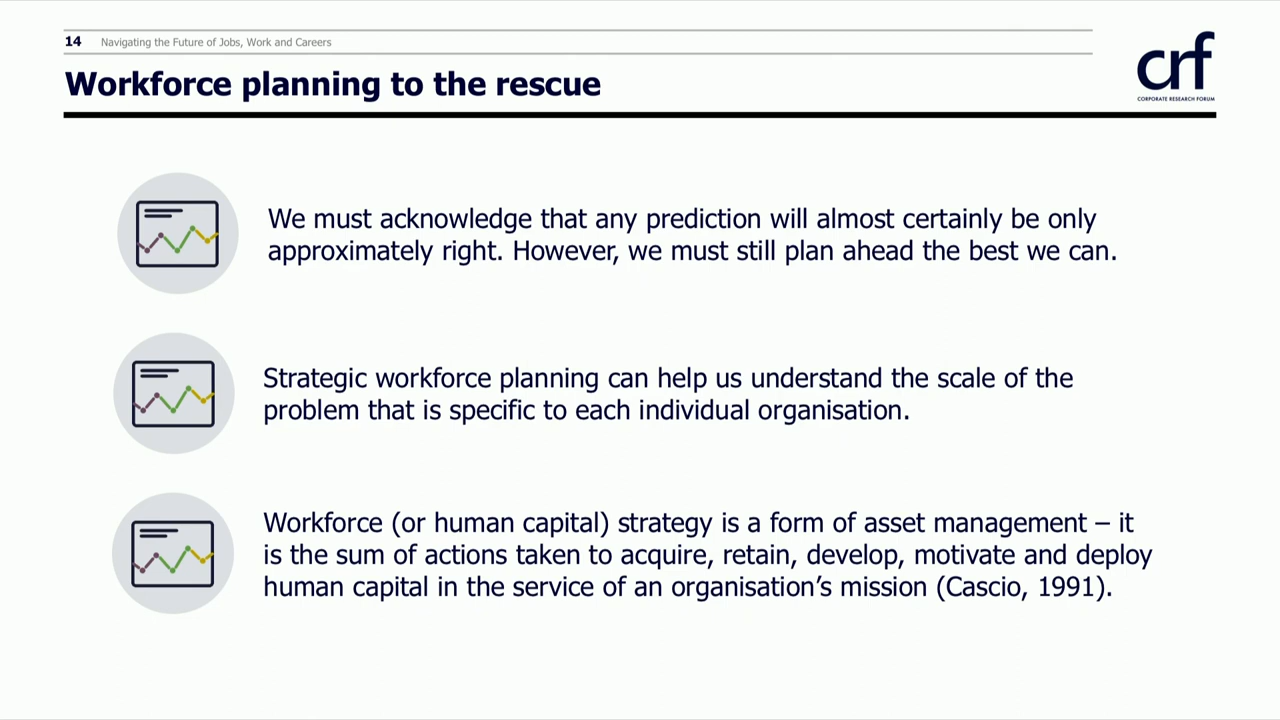 14 Navigating the Future of Jobs, Work and Careers
crf
CORPORATE RESEARCH FORUM
Workforce planning to the rescue
We must acknowledge that any prediction will almost certainly be only
approximately right. However, we must still plan ahead the best we can.
Strategic workforce planning can help us understand the scale of the
problem that is specific to each individual organisation.
Workforce (or human capital) strategy is a form of asset management – it
is the sum of actions taken to acquire, retain, develop, motivate and deploy
human capital in the service of an organisation’s mission (Cascio, 1991).